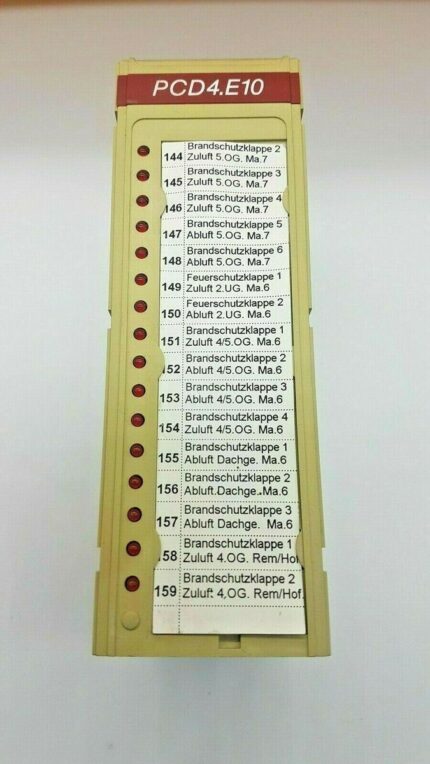 PCD4.E10
144 Brandschutzklappe 2
Zuluft 5.OG. Ma.7
145 Brandschutzklappe 3
Zuluft 5.OG. Ma.7
146 Brandschutzklappe 4
Zuluft 5.OG. Ma.7
147 Brandschutzklappe 5
Abluft 5.OG. Ma.7
148 Brandschutzklappe 6
Abluft 5.OG. Ma.7
149 Feuerschutzklappe 1
Zuluft 2.UG. Ma.6
150 Feuerschutzklappe 2
Abluft 2.UG. Ma.6
151 Brandschutzklappe 1
Zuluft 4/5.OG. Ma.6
152 Brandschutzklappe 2
Abluft 4/5.OG. Ma.6
153 Brandschutzklappe 3
Abluft 4/5.OG. Ma.6
154 Brandschutzklappe 4
Zuluft 4/5.OG. Ma.6
155 Brandschutzklappe 1
Abluft Dachge. Ma.6
156 Brandschutzklappe 2
Abluft Dachge. Ma.6
157 Brandschutzklappe 3
Abluft Dachge. Ma.6
158 Brandschutzklappe 1
Zuluft 4.OG. Rem/Hof
159 Brandschutzklappe 2
Zuluft 4.OG. Rem/Hof.